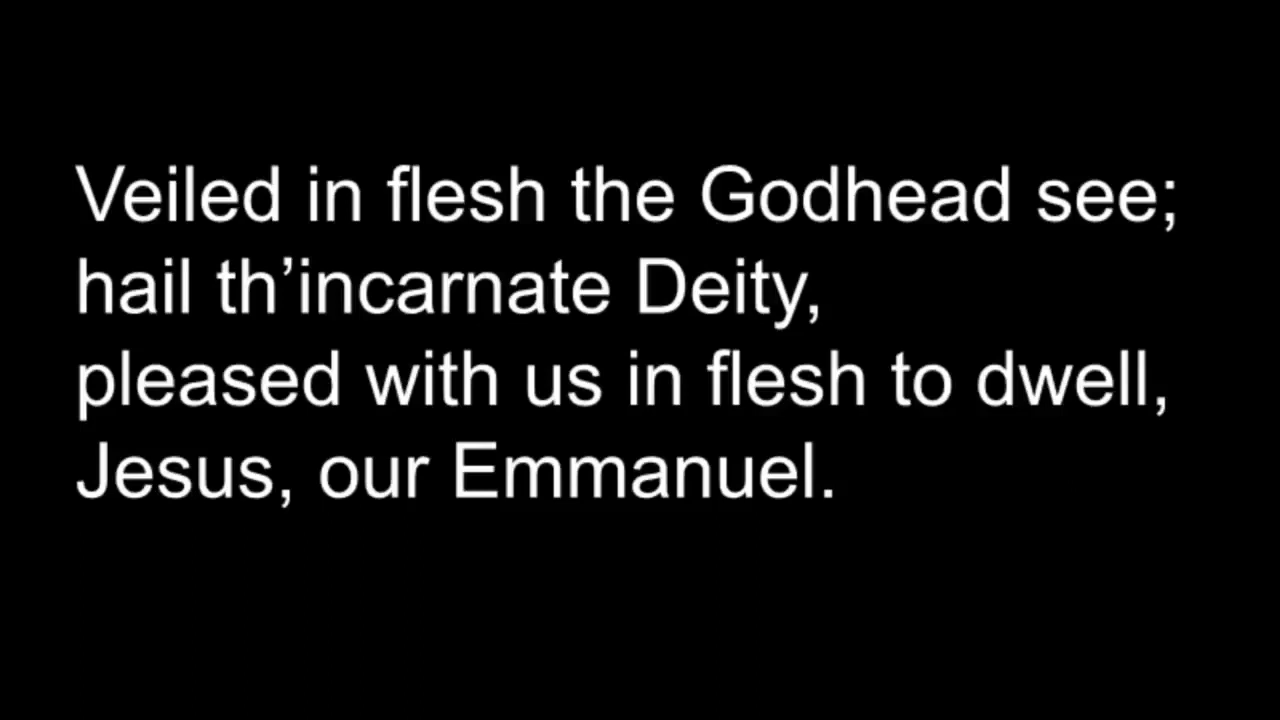 Veiled in flesh the Godhead see;
hail th’incarnate Deity,
pleased with us in flesh to dwell,
Jesus, our Emmanuel.